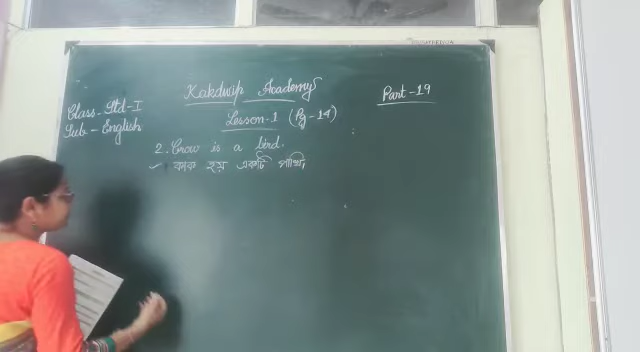 Kakdwip Academy
Part-19
Class-Std-I
Sub-English
Lesson-1 (Pg-14)
2. Crow is a bird.
কাক হয় একটি পাখি